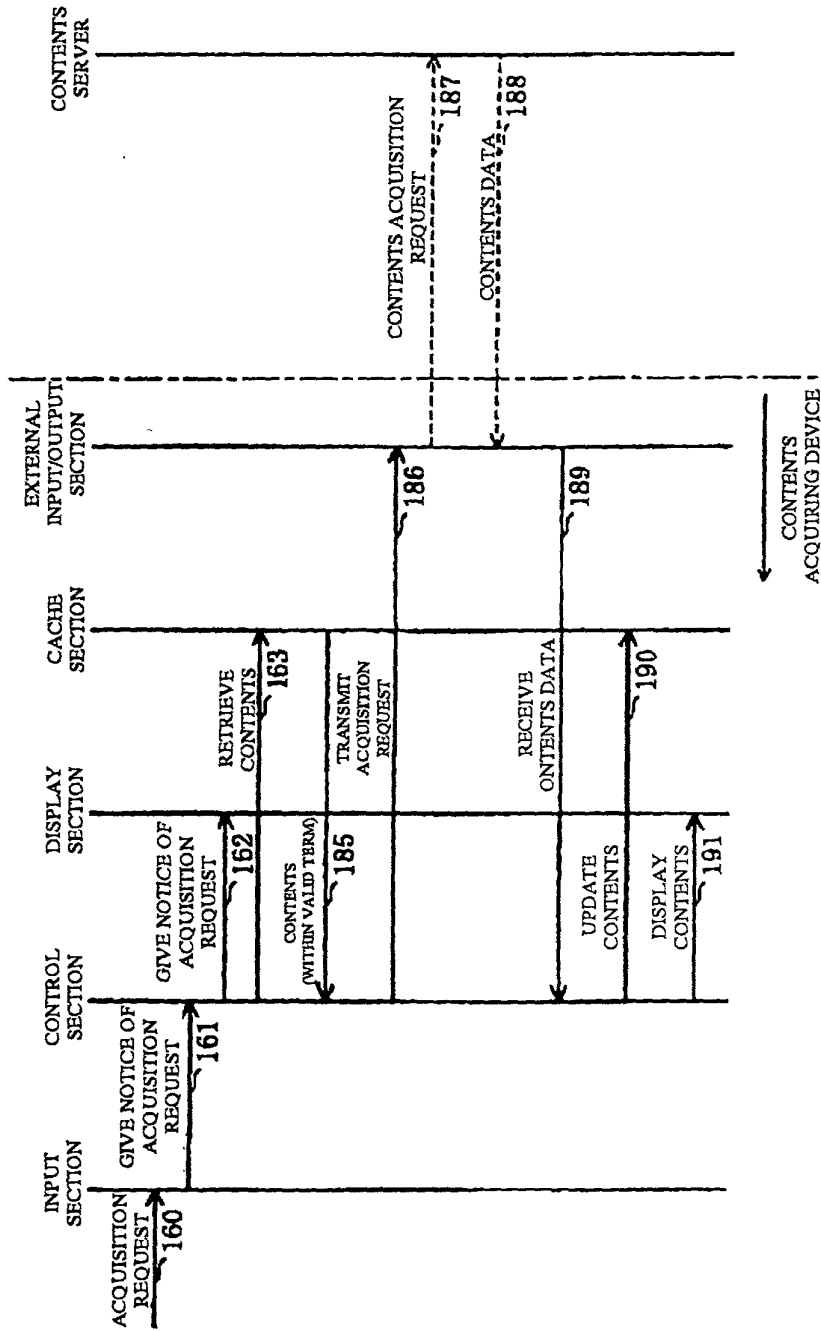 INPUT
SECTION
CONTROL
SECTION
DISPLAY
SECTION
CACHE
SECTION
EXTERNAL
INPUT/OUTPUT
SECTION
CONTENTS
SERVER
ACQUISITION
REQUEST
160
GIVE NOTICE OF
ACQUISITION
REQUEST
161
GIVE NOTICE OF
ACQUISITION
REQUEST
162
RETRIEVE
CONTENTS
163
CONTENTS
(WITHIN VALID TERM)
185
TRANSMIT
ACQUISITION
REQUEST
186
CONTENTS ACQUISITION
REQUEST
187
CONTENTS DATA
188
RECEIVE
ONTENTS DATA
189
UPDATE
CONTENTS
190
DISPLAY
CONTENTS
191
CONTENTS
ACQUIRING DEVICE